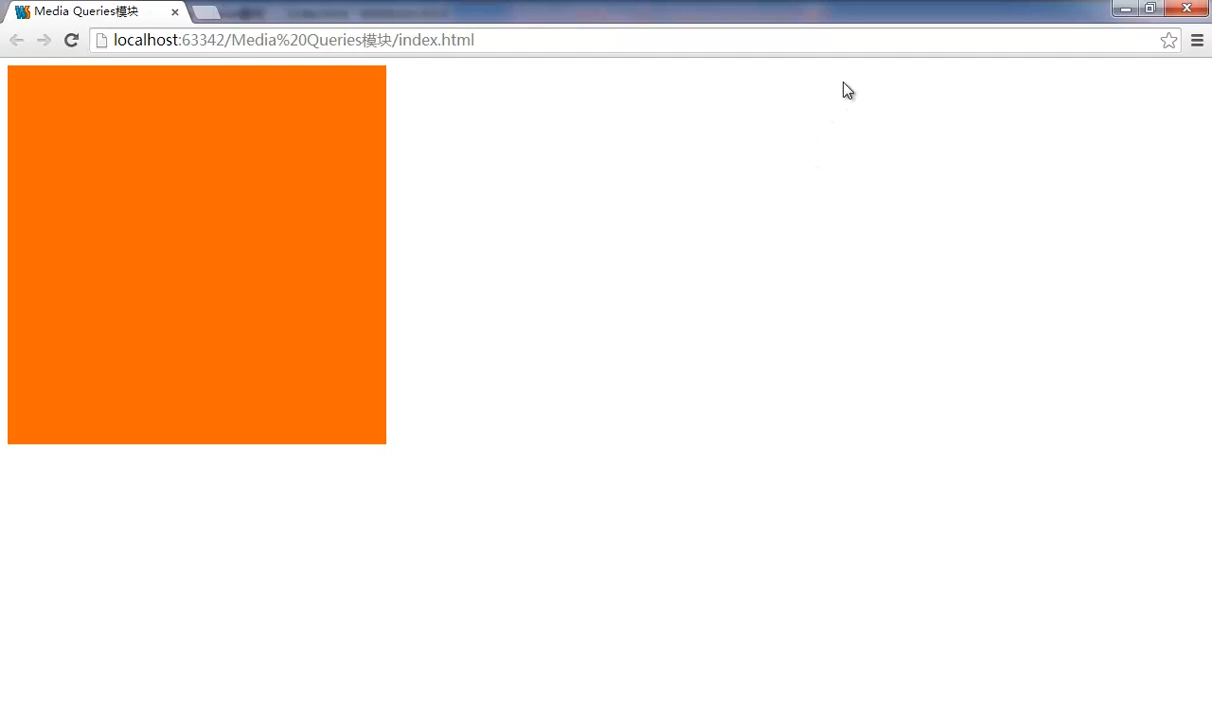 Media Queries模块
localhost:63342/Media%20Queries模块/index.html